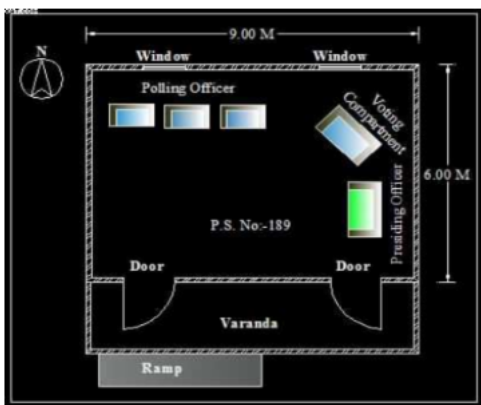 9.00 M
N
Window
Window
Polling Officer
Voting
Compartment
6.00 M
Presiding Officer
P.S. No:-189
Door
Door
Varanda
Ramp